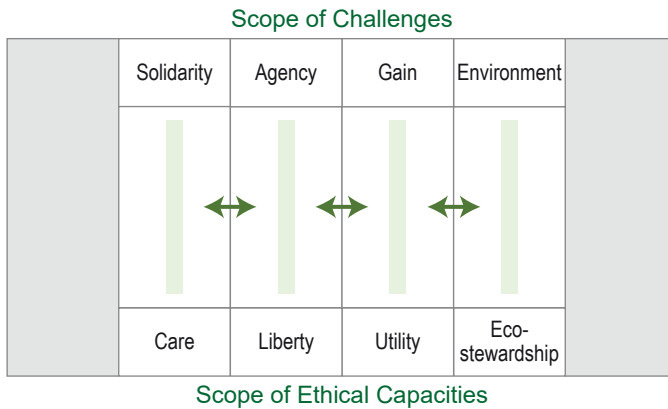 Scope of Challenges
Solidarity Agency Gain Environment
Care Liberty Utility Eco-
stewardship
Scope of Ethical Capacities